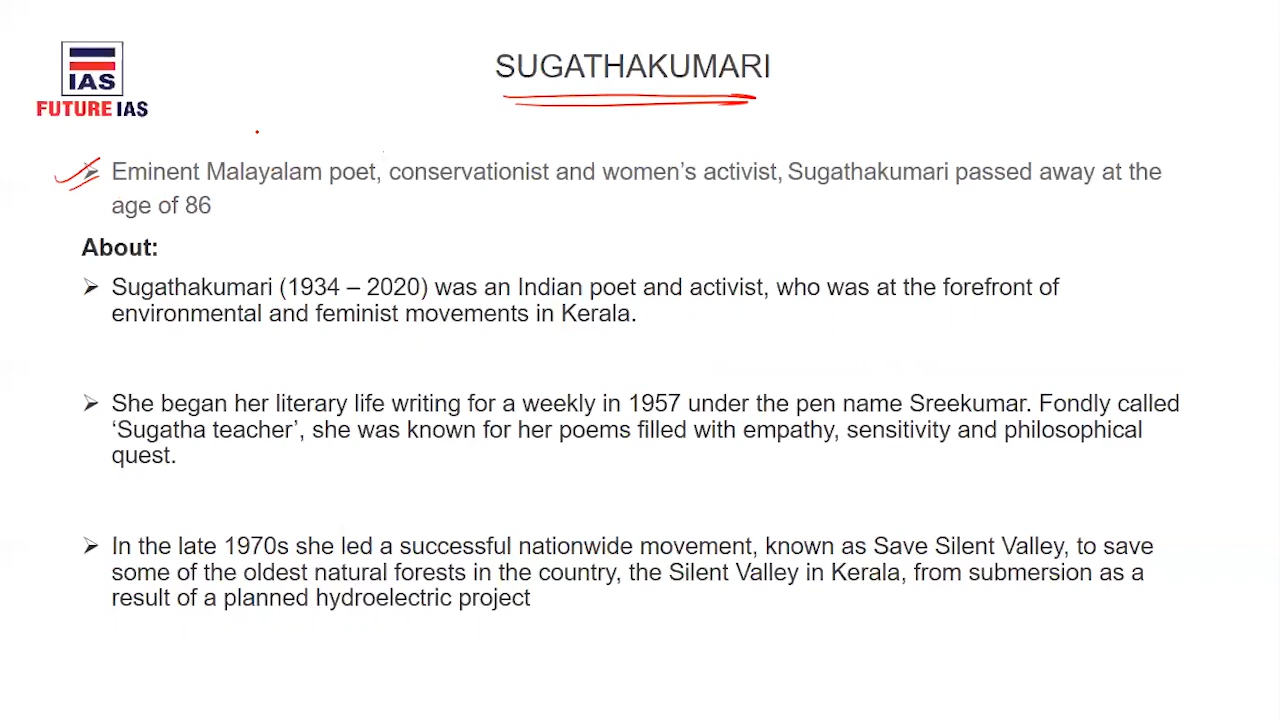 SUGATHAKUMARI
IAS
FUTURE IAS
Eminent Malayalam poet, conservationist and women’s activist, Sugathakumari passed away at the
age of 86
About:
Sugathakumari (1934 – 2020) was an Indian poet and activist, who was at the forefront of
environmental and feminist movements in Kerala.
She began her literary life writing for a weekly in 1957 under the pen name Sreekumar. Fondly called
‘Sugatha teacher’, she was known for her poems filled with empathy, sensitivity and philosophical
quest.
In the late 1970s she led a successful nationwide movement, known as Save Silent Valley, to save
some of the oldest natural forests in the country, the Silent Valley in Kerala, from submersion as a
result of a planned hydroelectric project